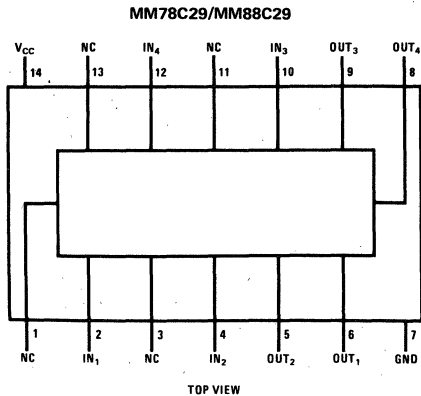 MM78C29/MM88C29
VCC NC IN4 NC IN3 OUT3 OUT4
14 13 12 11 10 9 8
1 2 3 4 5 6 7
NC IN1 NC IN2 OUT2 OUT1 GND
TOP VIEW